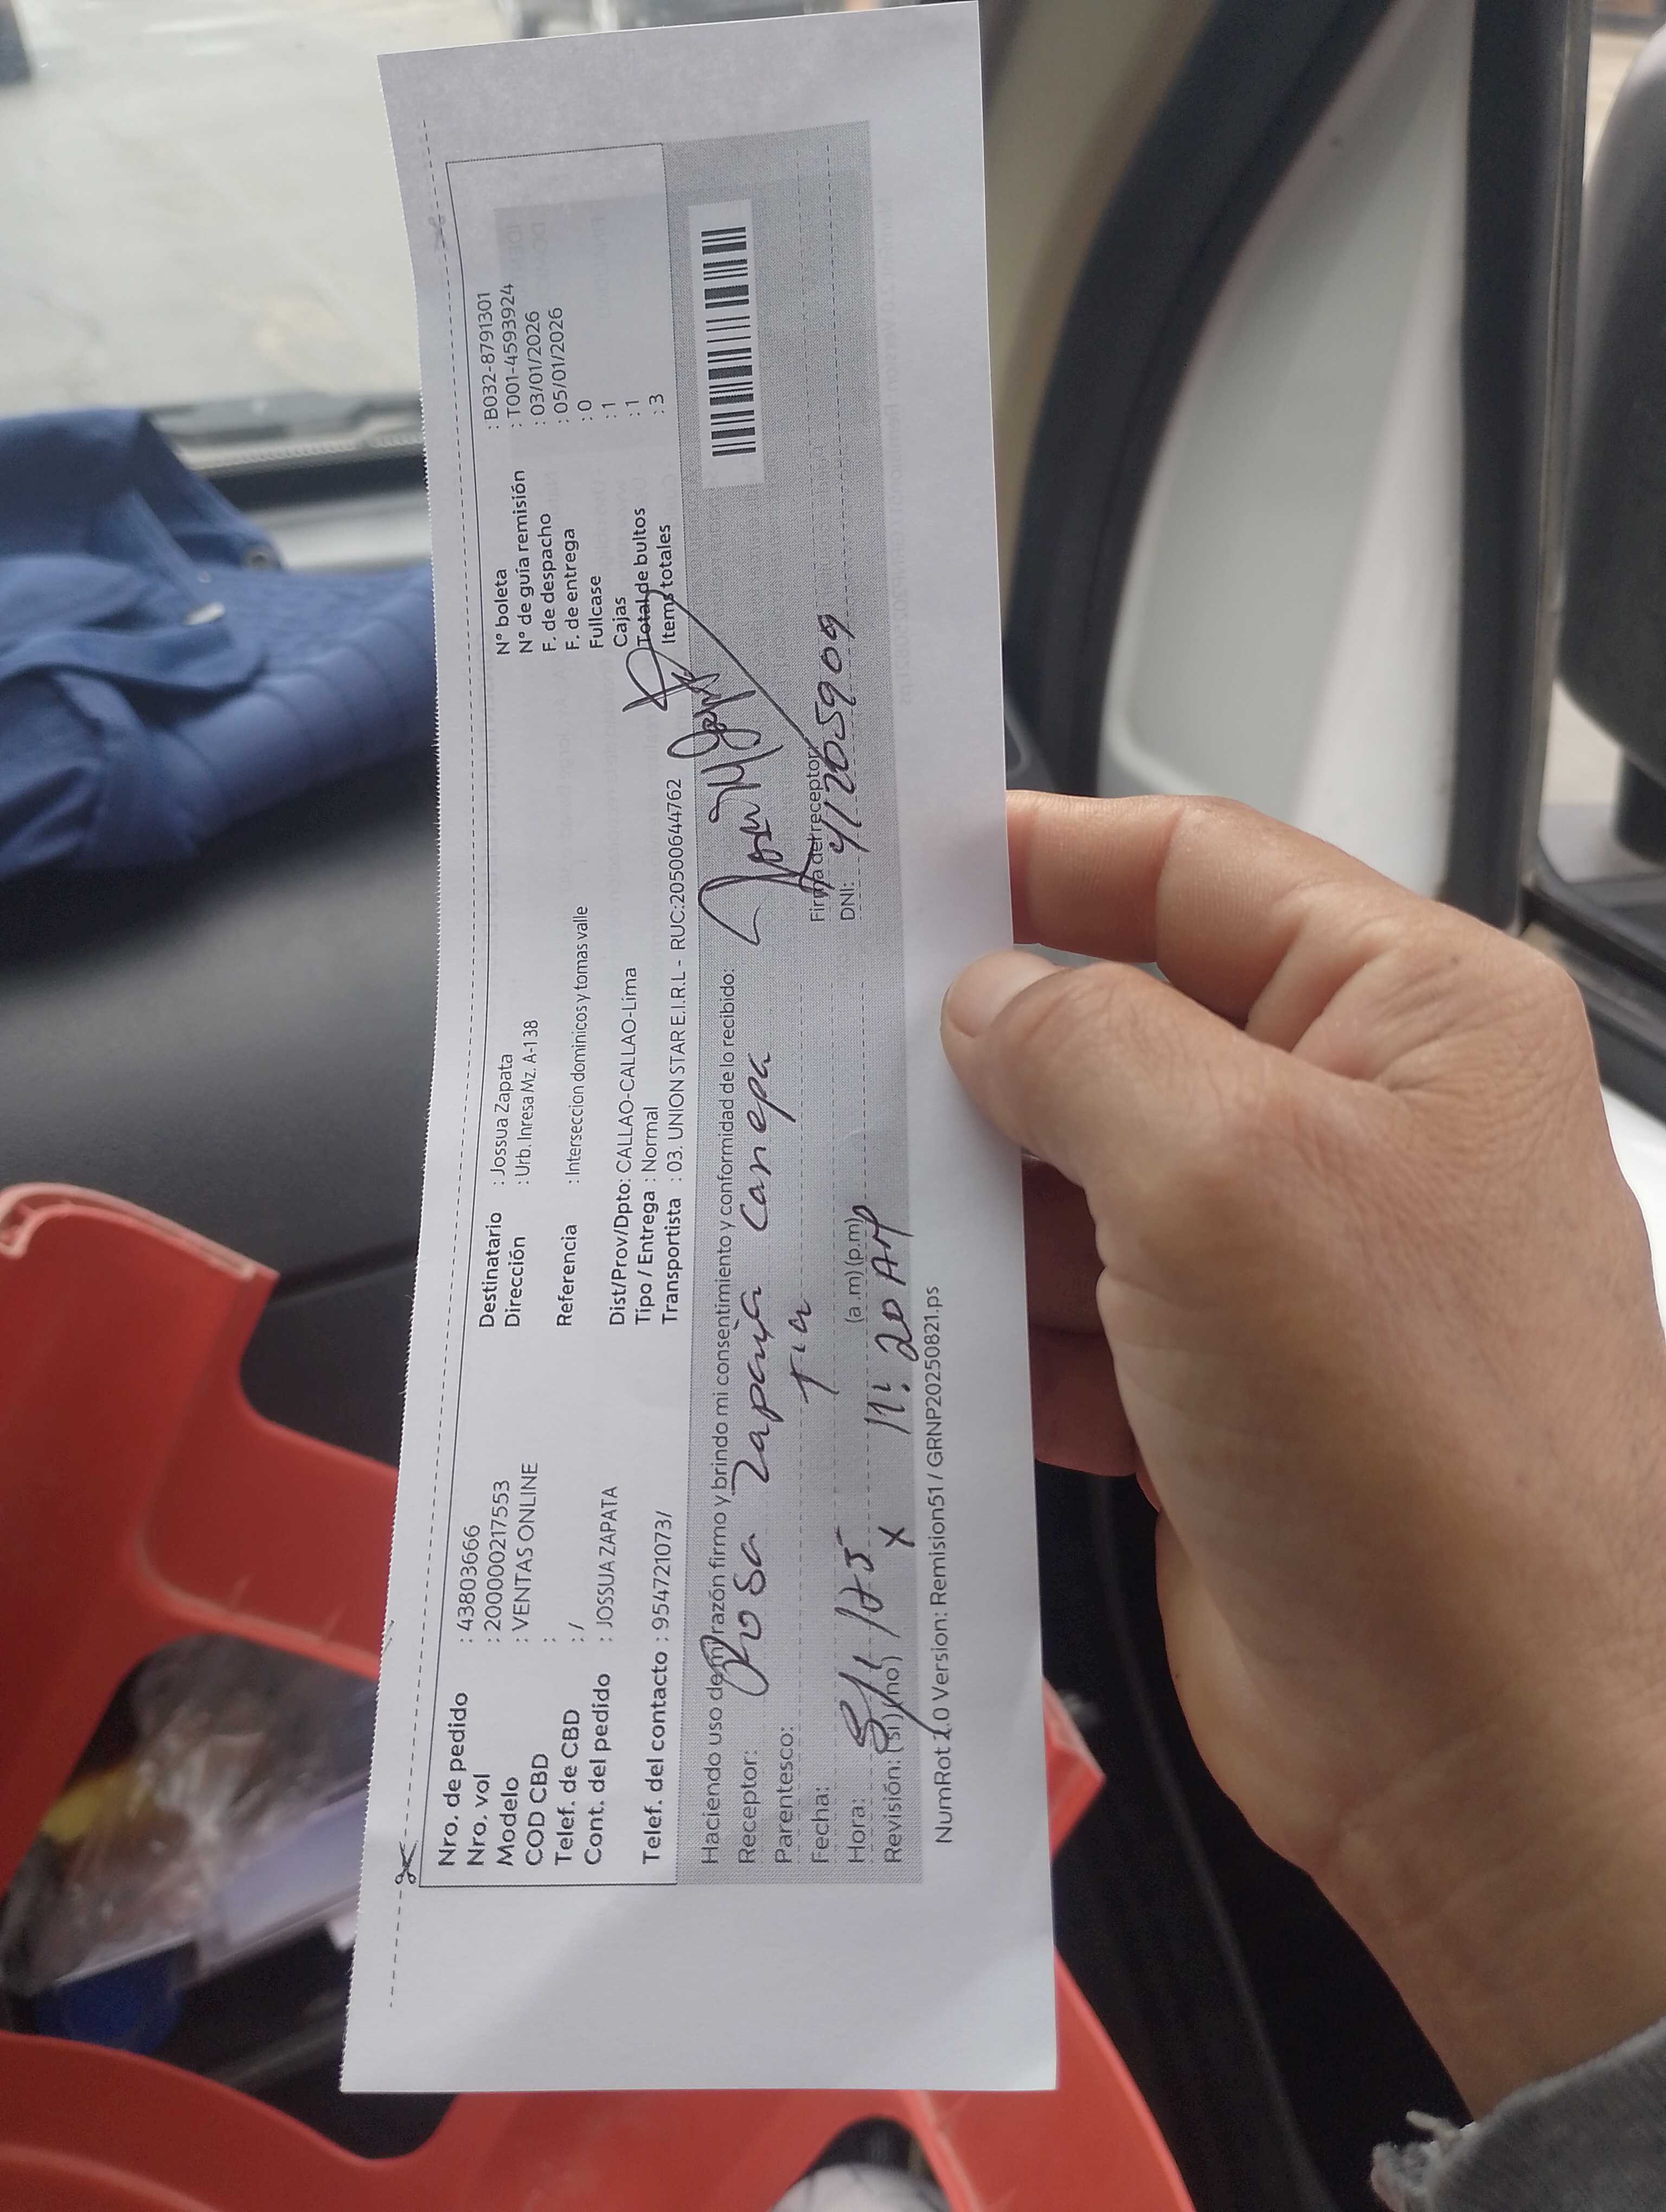 Nro. de pedido : 43803666
Nro. vol : 2000000217553
Modelo : VENTAS ONLINE
COD CBD :
Telef. de CBD : /
Cont. del pedido : JOSSUA ZAPATA
Telef. del contacto : 954721073/
Destinatario : Jossua Zapata
Dirección : Urb. Inresa Mz. A-138
Referencia : Interseccion dominicos y tomas valle
Dist/Prov/Dpto: CALLAO-CALLAO-Lima
Tipo / Entrega : Normal
Transportista : 03. UNION STAR E.I.R.L - RUC:20500644762
N° boleta : B032-8791301
N° de guía remisión : T001-4593924
F. de despacho : 03/01/2026
F. de entrega : 05/01/2026
Fullcase : 0
Cajas : 1
Total de bultos : 1
Items totales : 3
Haciendo uso de mi razón firmo y brindo mi consentimiento y conformidad de lo recibido:
Receptor: Rosa Zapata Canepa
Parentesco: Tia
Fecha:
Hora: (a.m) (p.m) 11:20 AM
Revisión: (si) (no) X
Firma del receptor
DNI: 41205909
NumRot 2.0 Version: Remision51 / GRNP20250821.ps